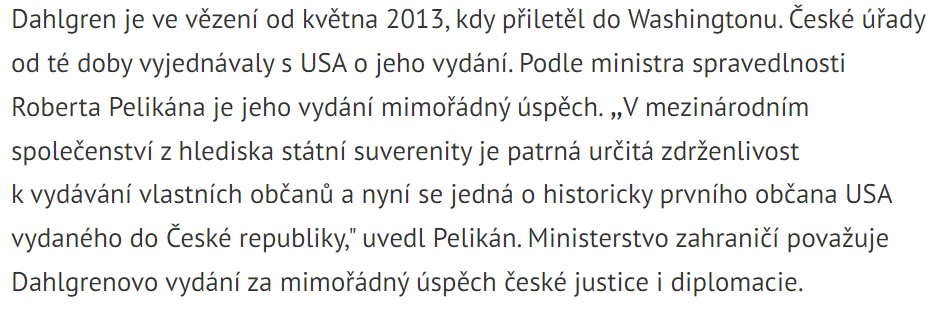 Dahlgren je ve vězení od května 2013, kdy přiletěl do Washingtonu. České úřady
od té doby vyjednávaly s USA o jeho vydání. Podle ministra spravedlnosti
Roberta Pelikána je jeho vydání mimořádný úspěch. „V mezinárodním
společenství z hlediska státní suverenity je patrná určitá zdrženlivost
k vydávání vlastních občanů a nyní se jedná o historicky prvního občana USA
vydaného do České republiky," uvedl Pelikán. Ministerstvo zahraničí považuje
Dahlgrenovo vydání za mimořádný úspěch české justice i diplomacie.